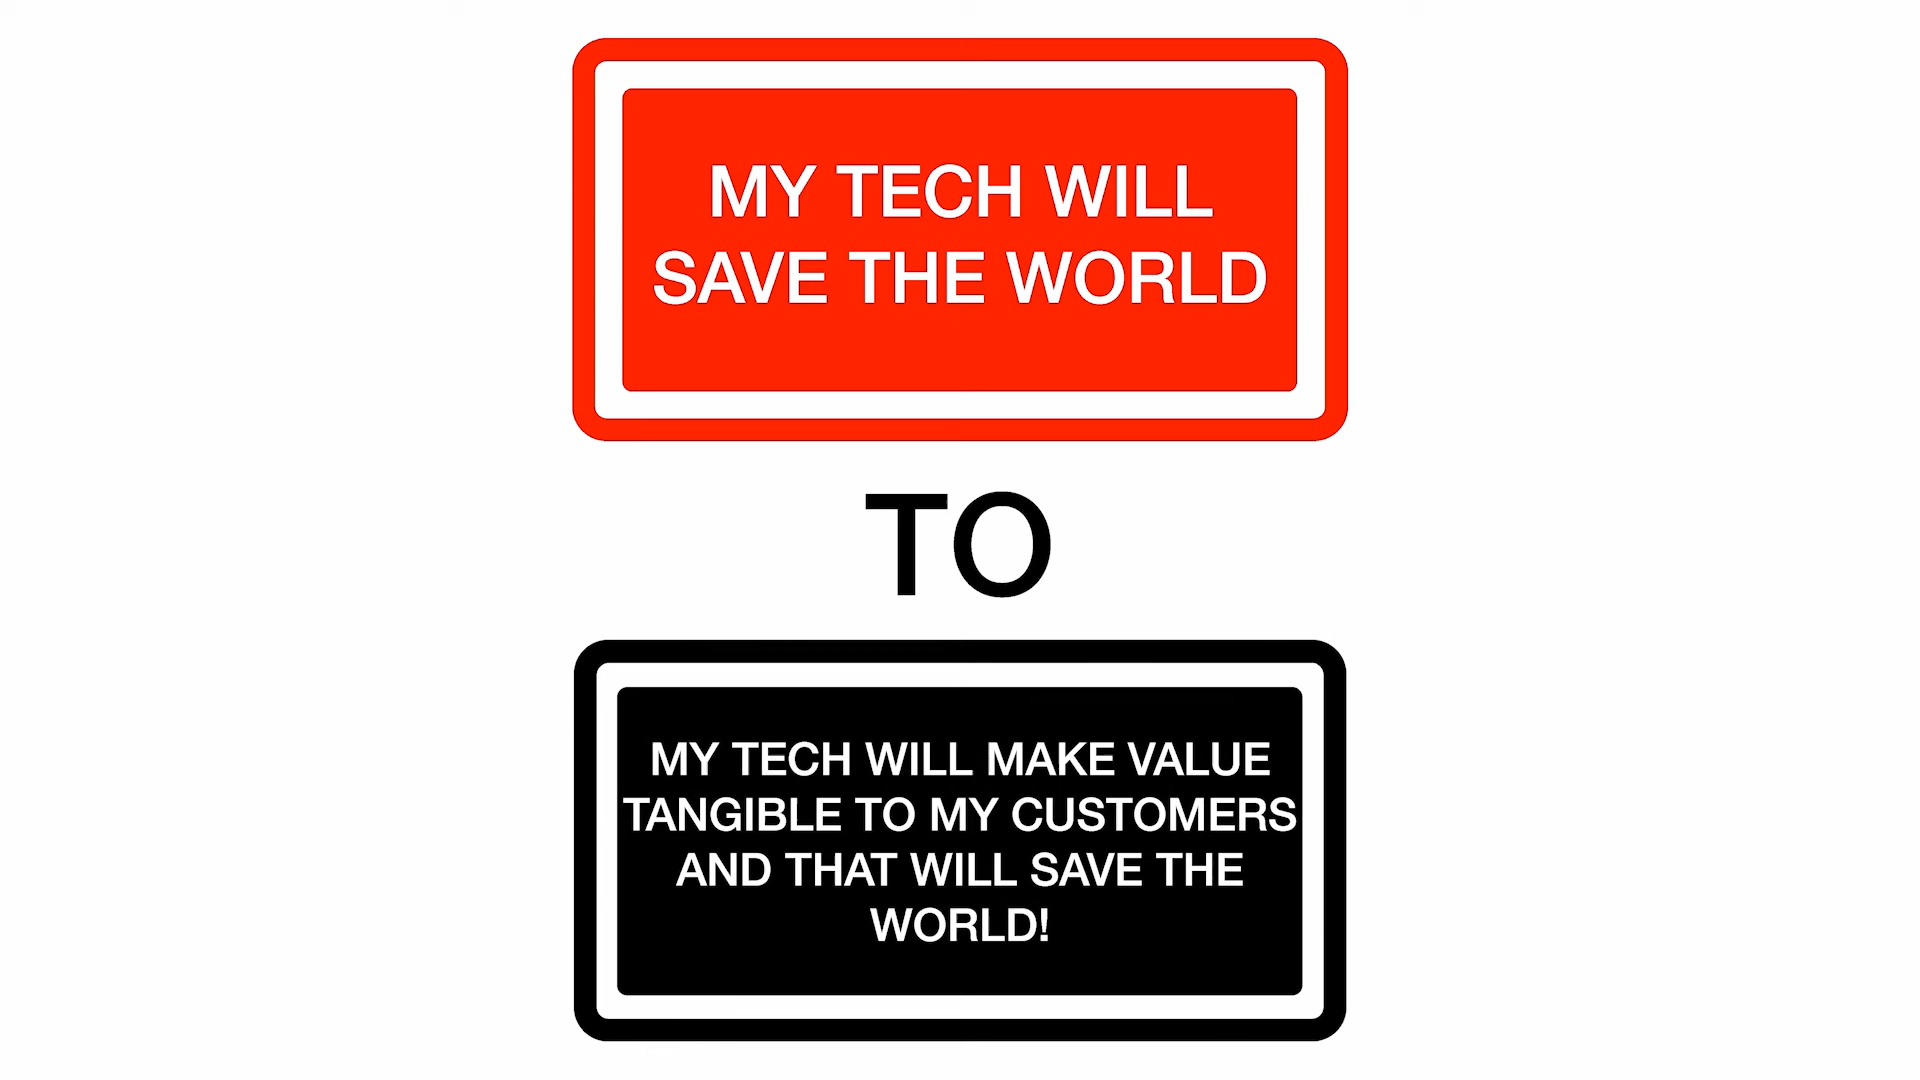 MY TECH WILL
SAVE THE WORLD
TO
MY TECH WILL MAKE VALUE
TANGIBLE TO MY CUSTOMERS
AND THAT WILL SAVE THE
WORLD!